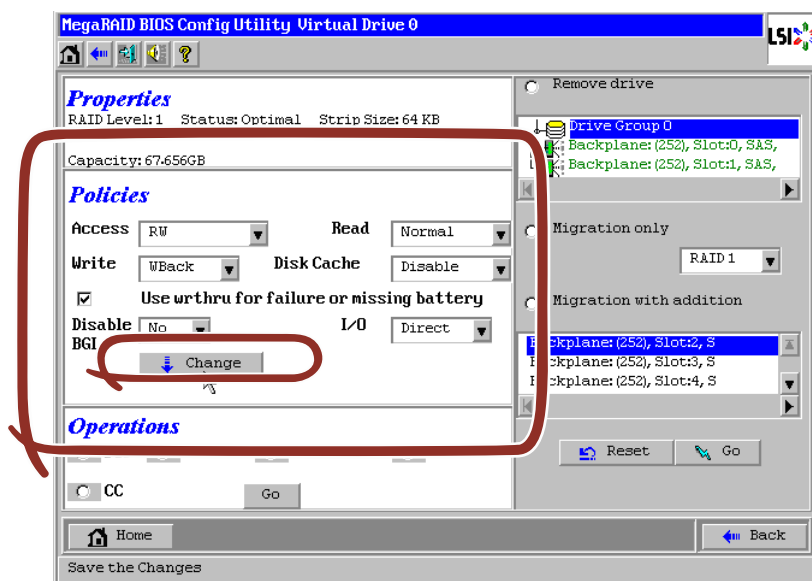 MegaRAID BIOS Config Utility Virtual Drive 0
LSI
Properties
RAID Level: 1 Status: Optimal Strip Size: 64 KB
Capacity: 67.656GB
Policies
Access RW Read Normal
Write WBack Disk Cache Disable
Use wrthru for failure or missing battery
Disable BGI No I/O Direct
Change
Operations
CC Go
Remove drive
Drive Group 0
Backplane: (252), Slot:0, SAS,
Backplane: (252), Slot:1, SAS,
Migration only
RAID 1
Migration with addition
Backplane: (252), Slot:2, S
Backplane: (252), Slot:3, S
Backplane: (252), Slot:4, S
Reset Go
Home Back
Save the Changes